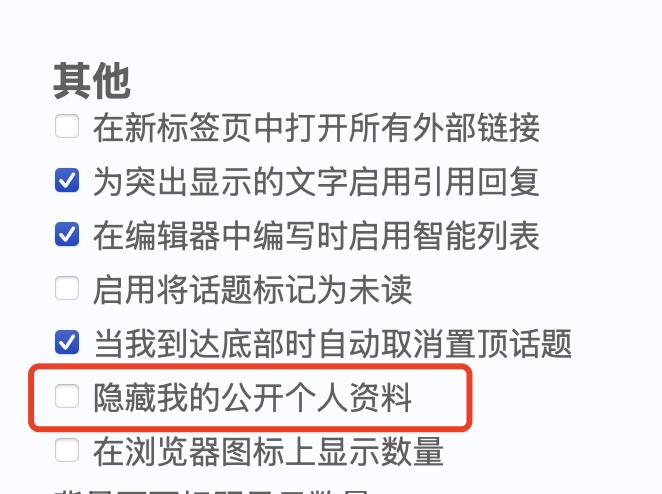 其他
在新标签页中打开所有外部链接
为突出显示的文字启用引用回复
在编辑器中编写时启用智能列表
启用将话题标记为未读
当我到达底部时自动取消置顶话题
隐藏我的公开个人资料
在浏览器图标上显示数量